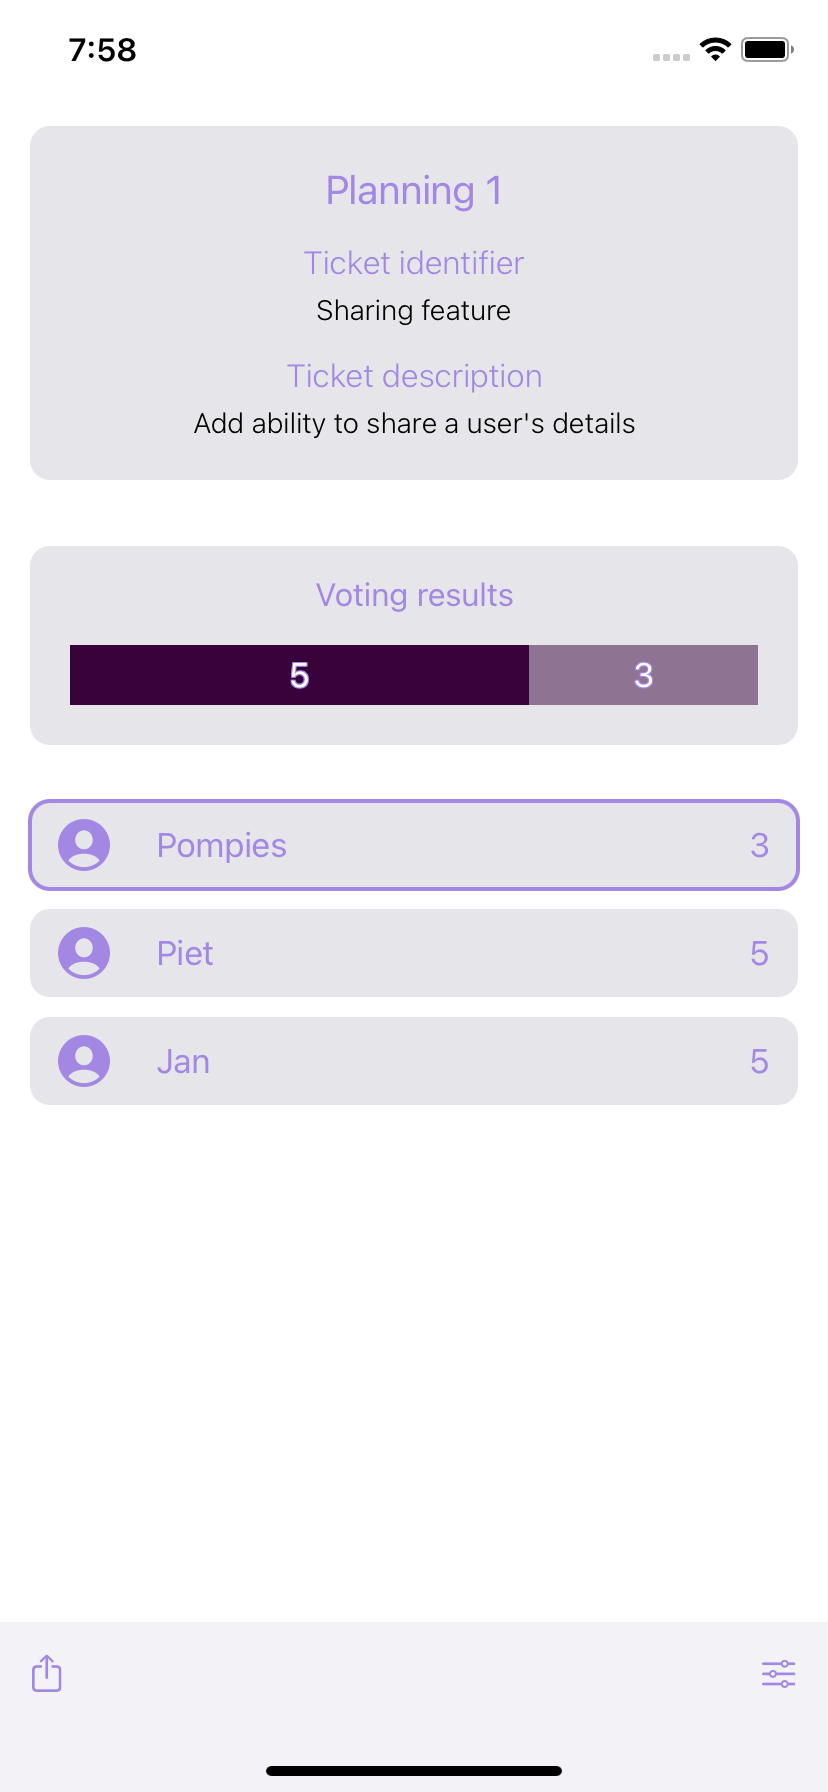 7:58
Planning 1
Ticket identifier
Sharing feature
Ticket description
Add ability to share a user's details
Voting results
5 3
Pompies 3
Piet 5
Jan 5